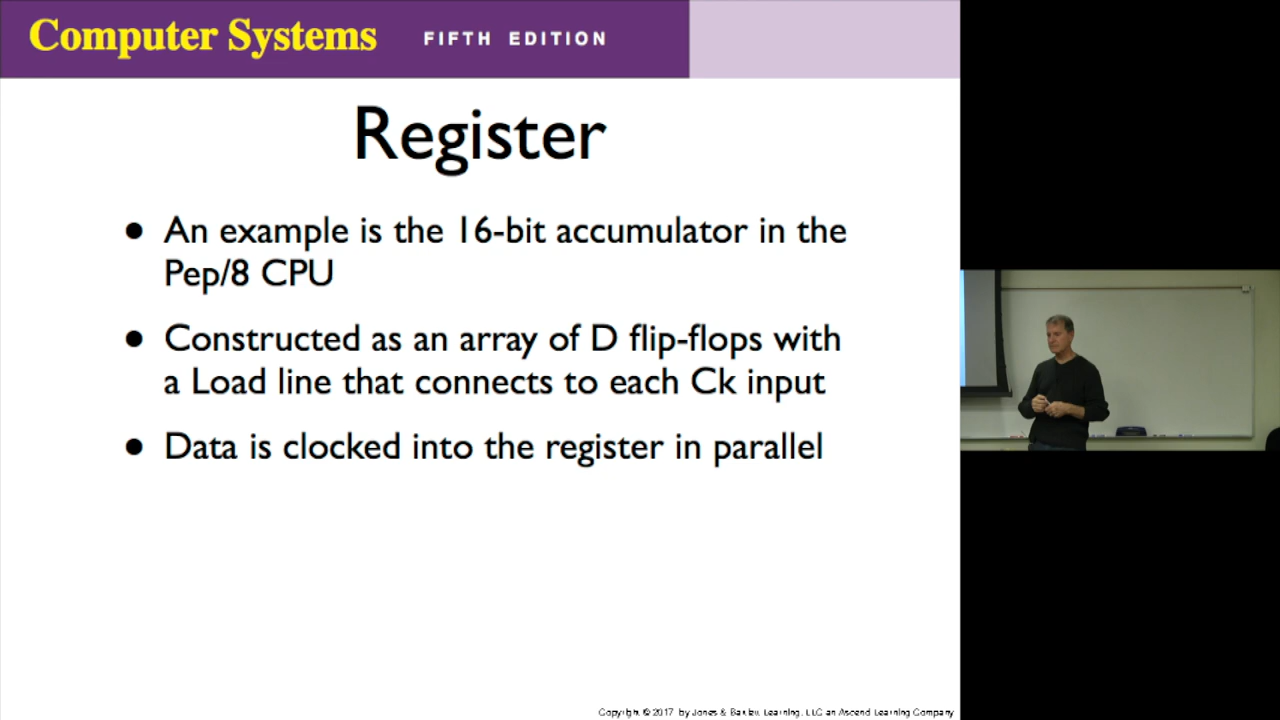 Computer Systems FIFTH EDITION
Register
• An example is the 16-bit accumulator in the
Pep/8 CPU
• Constructed as an array of D flip-flops with
a Load line that connects to each Ck input
• Data is clocked into the register in parallel
Copyright © 2017 by Jones & Bartlett Learning, LLC an Ascend Learning Company